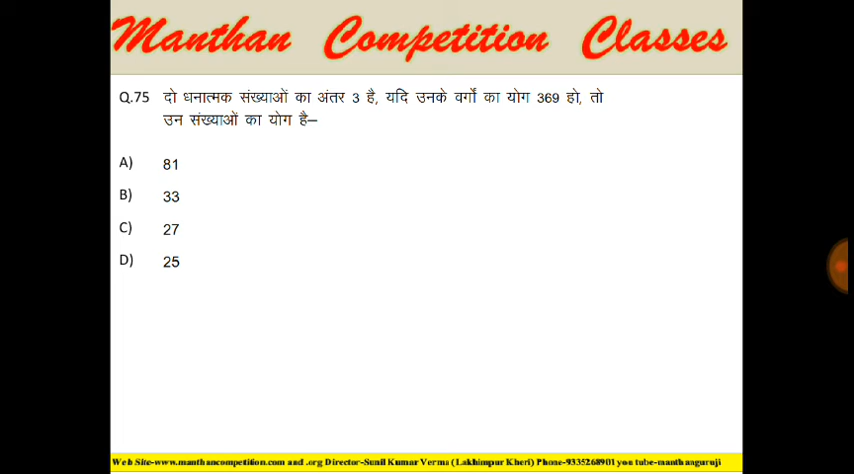 Manthan Competition Classes
Q.75 दो धनात्मक संख्याओं का अंतर 3 है, यदि उनके वर्गों का योग 369 हो, तो
उन संख्याओं का योग है–
A) 81
B) 33
C) 27
D) 25
Web Site-www.manthancompetition.com and .org Director-Sunil Kumar Verma (Lakhimpur Kheri) Phone-9335268901 you tube-manthanguruji